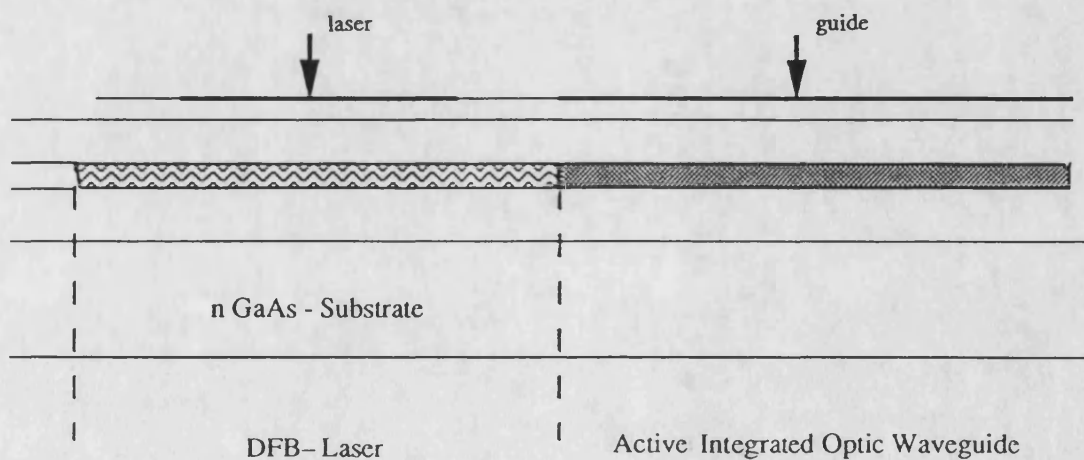 laser
guide
n GaAs - Substrate
DFB-Laser
Active Integrated Optic Waveguide